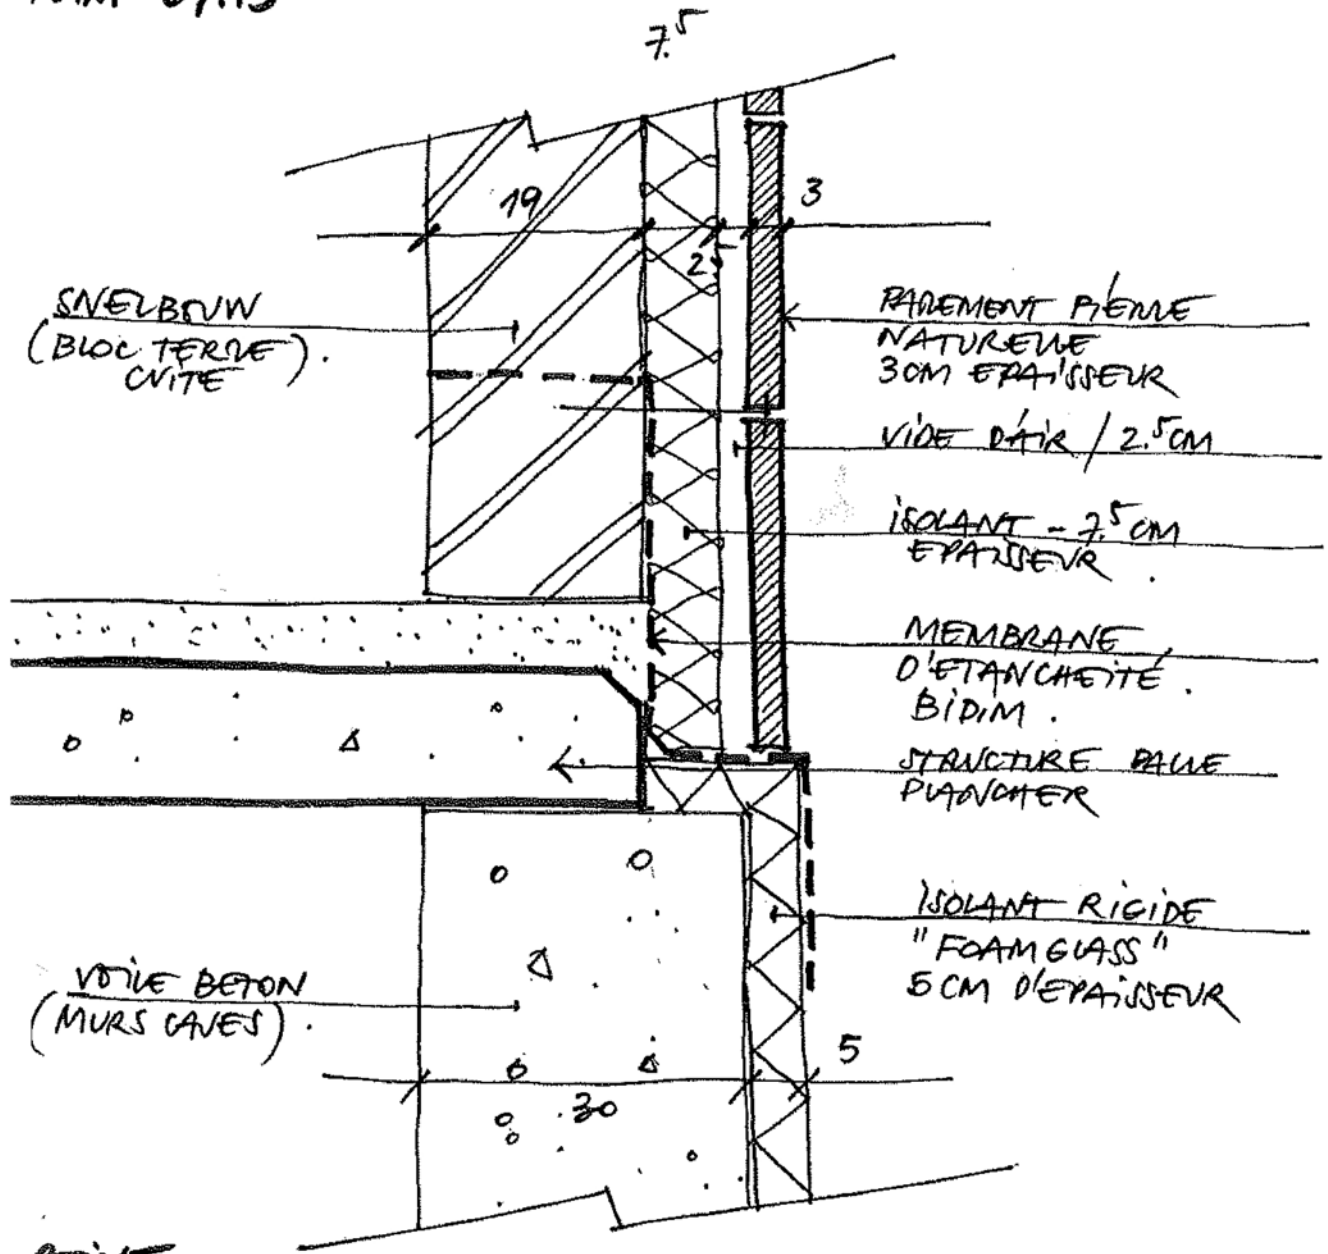 7.5
19
3
2.5
SNELBOUW
(BLOC TERRE).
CUITE
PAREMENT PIERRE
NATURELLE
3CM EPAISSEUR
VIDE D'AIR / 2.5CM
ISOLANT - 7.5CM
EPAISSEUR.
MEMBRANE
D'ETANCHEITÉ.
BIDIM.
STRUCTURE DALLE
PLANCHER
ISOLANT RIGIDE
"FOAMGLASS"
5CM D'EPAISSEUR
VOILE BETON
(MURS CAVES).
5
30